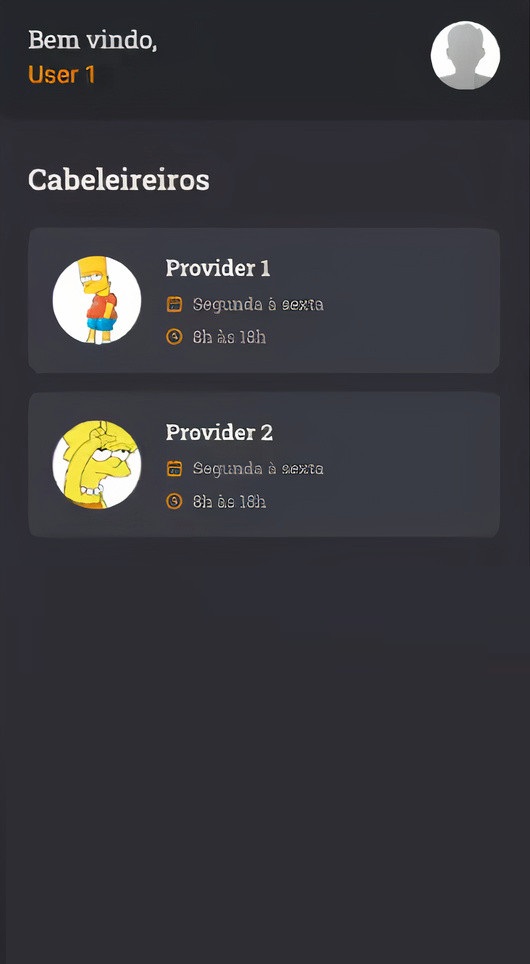 Bem vindo,
User 1
Cabeleireiros
Provider 1
Segunda à sexta
8h às 18h
Provider 2
Segunda à sexta
8h às 18h